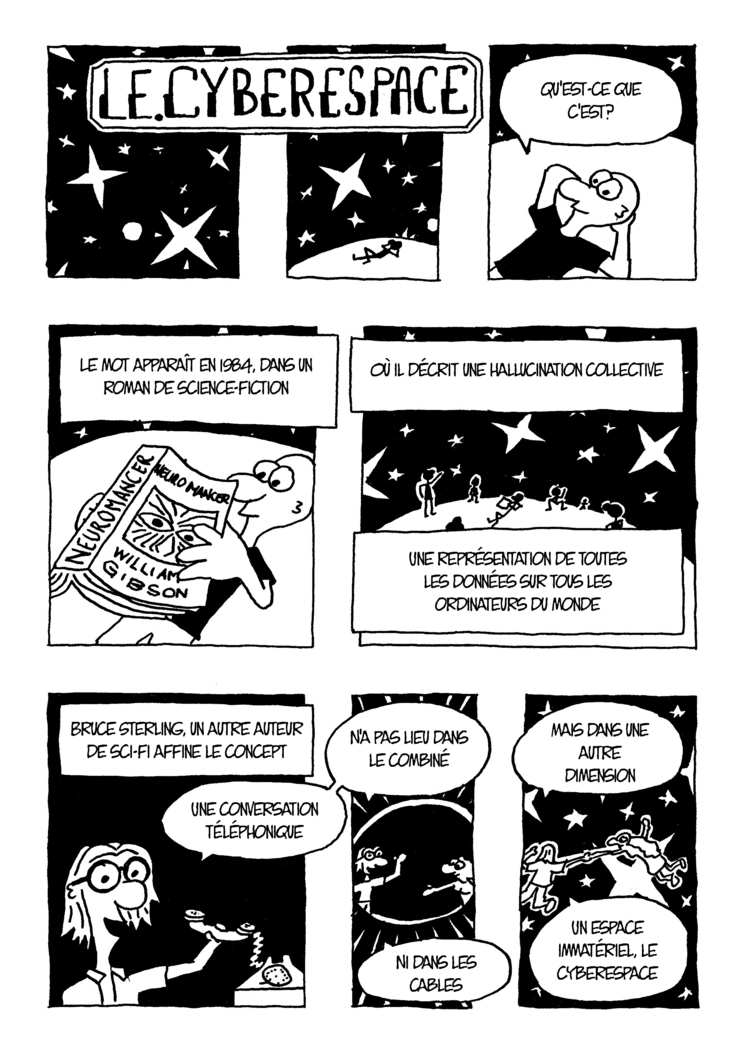 LE.CYBERESPACE
QU'EST-CE QUE
C'EST?
LE MOT APPARAÎT EN 1984, DANS UN
ROMAN DE SCIENCE-FICTION
NEUROMANCER
NEUROMANCER
WILLIAM
GIBSON
OÙ IL DÉCRIT UNE HALLUCINATION COLLECTIVE
UNE REPRÉSENTATION DE TOUTES
LES DONNÉES SUR TOUS LES
ORDINATEURS DU MONDE
BRUCE STERLING, UN AUTRE AUTEUR
DE SCI-FI AFFINE LE CONCEPT
UNE CONVERSATION
TÉLÉPHONIQUE
N'A PAS LIEU DANS
LE COMBINÉ
NI DANS LES
CABLES
MAIS DANS UNE
AUTRE
DIMENSION
UN ESPACE
IMMATÉRIEL, LE
CYBERESPACE